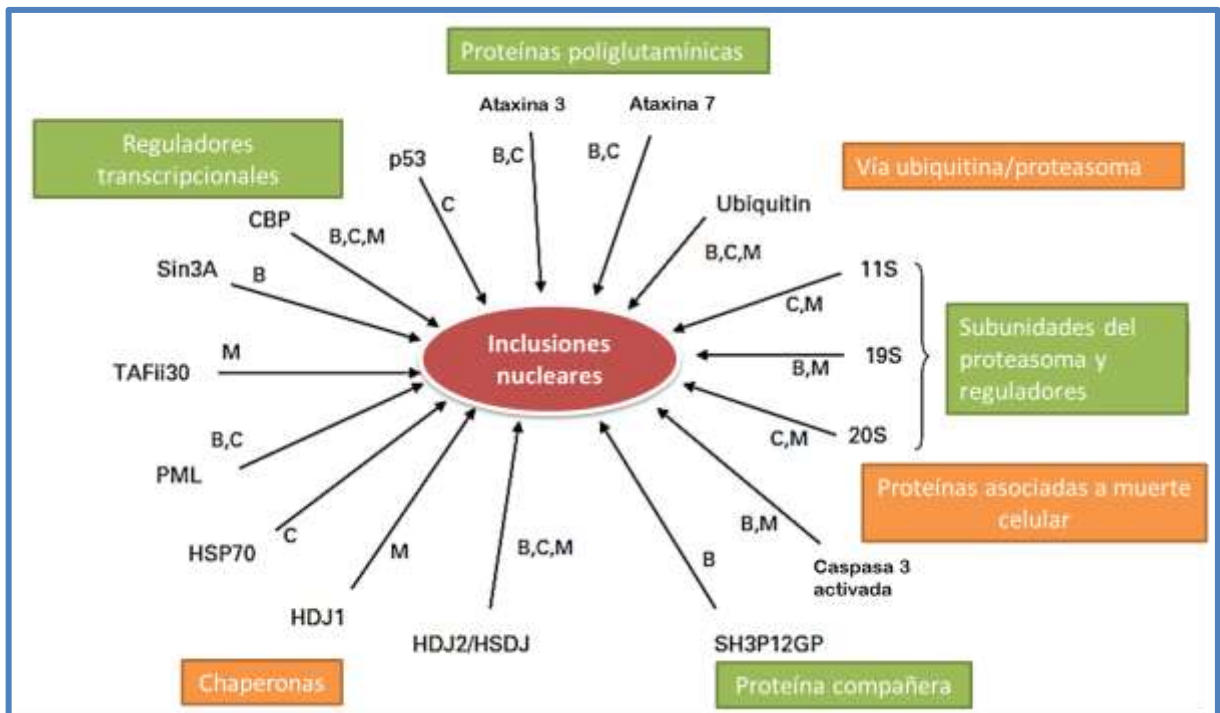 Proteínas poliglutamínicas
Ataxina 3
Ataxina 7
B,C
B,C
Reguladores
transcripcionales
p53
C
CBP
B,C,M
Sin3A
B
TAFii30
M
PML
B,C
HSP70
C
HDJ1
M
HDJ2/HSDJ
B,C,M
Chaperonas
Inclusiones
nucleares
Vía ubiquitina/proteasoma
Ubiquitin
B,C,M
11S
C,M
19S
B,M
20S
C,M
Subunidades del
proteasoma y
reguladores
Proteínas asociadas a muerte
celular
B,M
Caspasa 3
activada
B
SH3P12GP
Proteína compañera